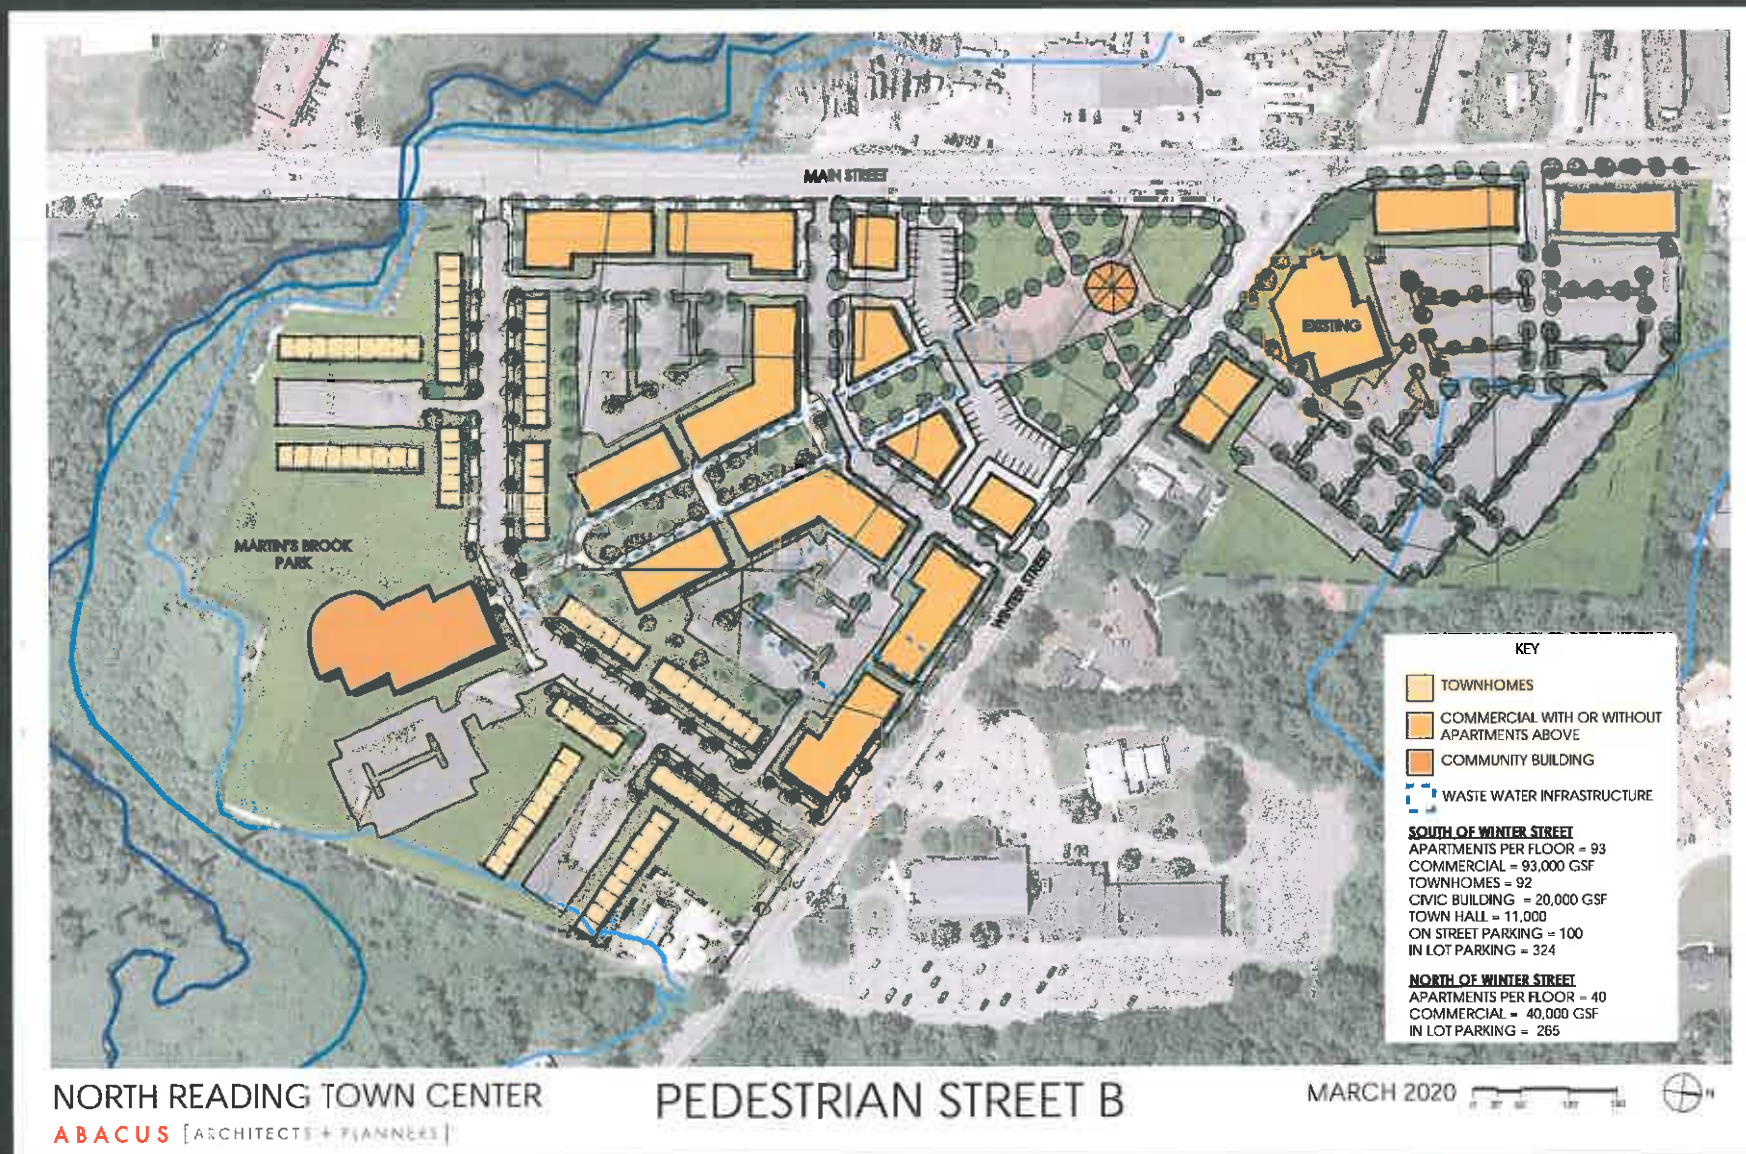 MAIN STREET
EXISTING
MARTIN'S BROOK
PARK
WINTER STREET
KEY
TOWNHOMES
COMMERCIAL WITH OR WITHOUT
APARTMENTS ABOVE
COMMUNITY BUILDING
WASTE WATER INFRASTRUCTURE
SOUTH OF WINTER STREET
APARTMENTS PER FLOOR = 93
COMMERCIAL = 93,000 GSF
TOWNHOMES = 92
CIVIC BUILDING = 20,000 GSF
TOWN HALL = 11,000
ON STREET PARKING = 100
IN LOT PARKING = 324
NORTH OF WINTER STREET
APARTMENTS PER FLOOR = 40
COMMERCIAL = 40,000 GSF
IN LOT PARKING = 265
NORTH READING TOWN CENTER
PEDESTRIAN STREET B
MARCH 2020
N
ABACUS [ARCHITECTS + PLANNERS]